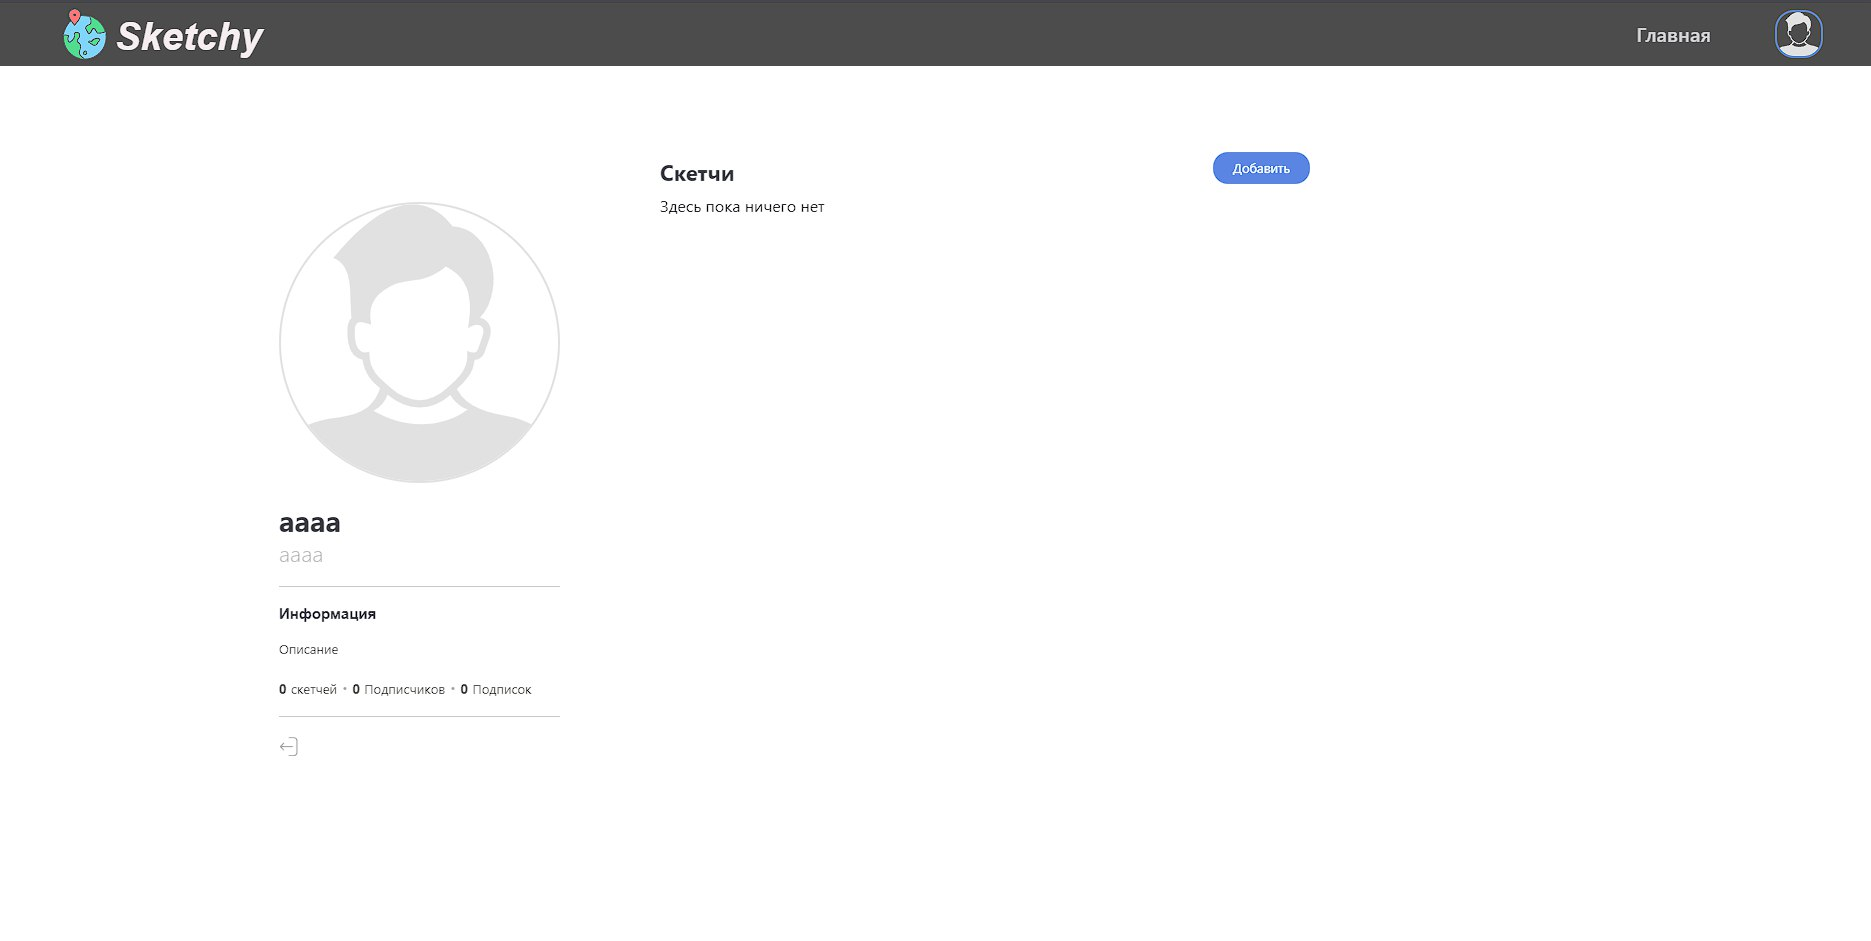 Sketchy
Главная
Скетчи
Добавить
Здесь пока ничего нет
aaaa
aaaa
Информация
Описание
0 скетчей • 0 Подписчиков • 0 Подписок